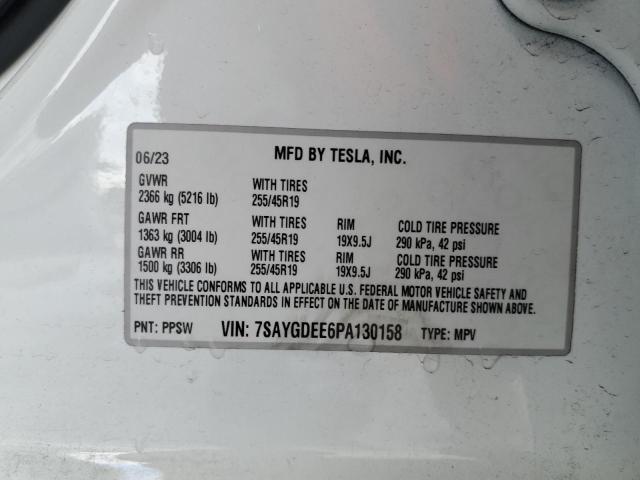 06/23 MFD BY TESLA, INC.
GVWR WITH TIRES
2366 kg (5216 lb) 255/45R19
GAWR FRT WITH TIRES RIM COLD TIRE PRESSURE
1363 kg (3004 lb) 255/45R19 19X9.5J 290 kPa, 42 psi
GAWR RR WITH TIRES RIM COLD TIRE PRESSURE
1500 kg (3306 lb) 255/45R19 19X9.5J 290 kPa, 42 psi
THIS VEHICLE CONFORMS TO ALL APPLICABLE U.S. FEDERAL MOTOR VEHICLE SAFETY AND
THEFT PREVENTION STANDARDS IN EFFECT ON THE DATE OF MANUFACTURE SHOWN ABOVE.
PNT: PPSW VIN: 7SAYGDEE6PA130158 TYPE: MPV